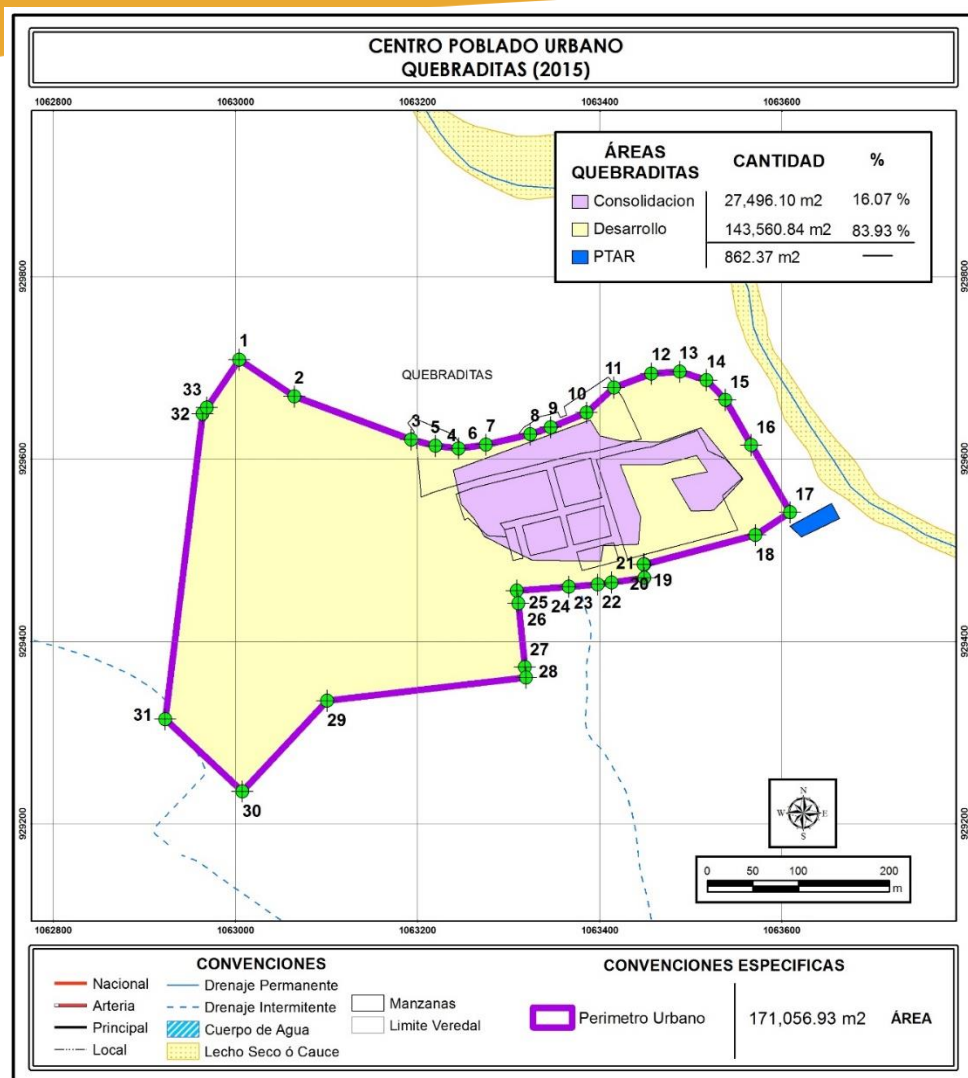 CENTRO POBLADO URBANO
QUEBRADITAS (2015)
1062800 1063000 1063200 1063400 1063600
ÁREAS QUEBRADITAS CANTIDAD %
Consolidacion 27,496.10 m2 16.07 %
Desarrollo 143,560.84 m2 83.93 %
PTAR 862.37 m2
929800 929800
1
2
QUEBRADITAS
33
32
3
5
4
6
7
8
9
10
11
12
13
14
15
16
17
18
929600 929600
21
20
19
22
23
24
25
26
27
28
929400 929400
29
31
30
929200 929200
N
W E
S
0 50 100 200
m
1062800 1063000 1063200 1063400 1063600
CONVENCIONES
Nacional
Arteria
Principal
Local
Drenaje Permanente
Drenaje Intermitente
Cuerpo de Agua
Lecho Seco ó Cauce
Manzanas
Limite Veredal
CONVENCIONES ESPECIFICAS
Perimetro Urbano 171,056.93 m2 ÁREA